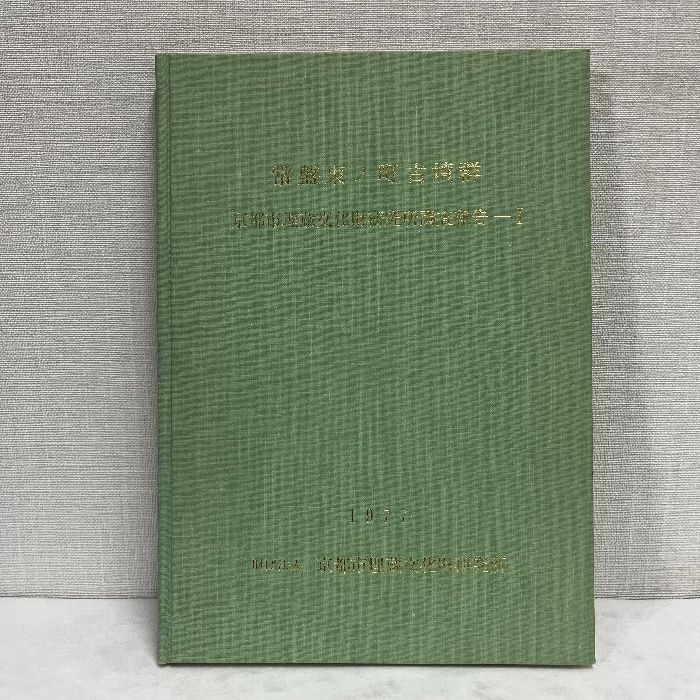 常盤東ノ町古墳群
京都市埋蔵文化財研究所調査報告―I
1977
財団法人 京都市埋蔵文化財研究所